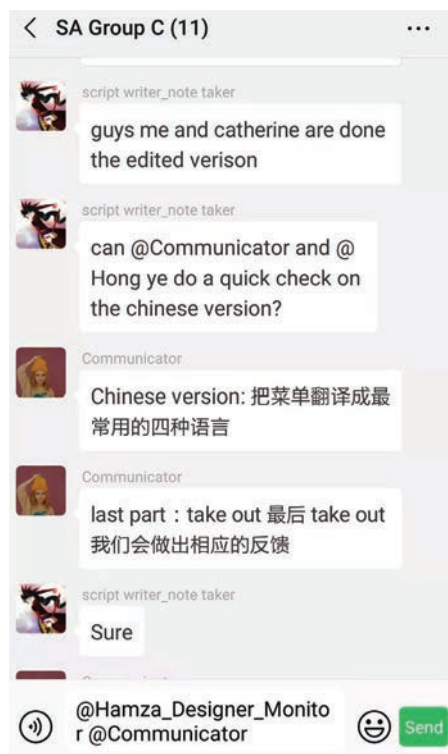 SA Group C (11)
script writer_note taker
guys me and catherine are done
the edited verison
script writer_note taker
can @Communicator and @
Hong ye do a quick check on
the chinese version?
Communicator
Chinese version: 把菜单翻译成最
常用的四种语言
Communicator
last part：take out 最后 take out
我们会做出相应的反馈
script writer_note taker
Sure
@Hamza_Designer_Monito
r @Communicator
Send